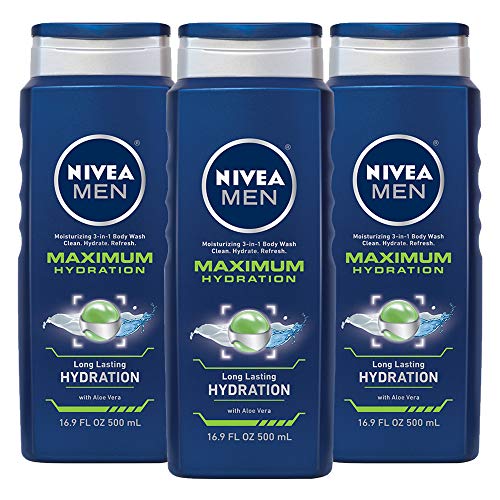 NIVEA
MEN
Moisturizing 3-in-1 Body Wash
Clean. Hydrate. Refresh.
MAXIMUM
HYDRATION
Long Lasting
HYDRATION
with Aloe Vera
16.9 FL OZ 500 mL
NIVEA
MEN
Moisturizing 3-in-1 Body Wash
Clean. Hydrate. Refresh.
MAXIMUM
HYDRATION
Long Lasting
HYDRATION
with Aloe Vera
16.9 FL OZ 500 mL
NIVEA
MEN
Moisturizing 3-in-1 Body Wash
Clean. Hydrate. Refresh.
MAXIMUM
HYDRATION
Long Lasting
HYDRATION
with Aloe Vera
16.9 FL OZ 500 mL